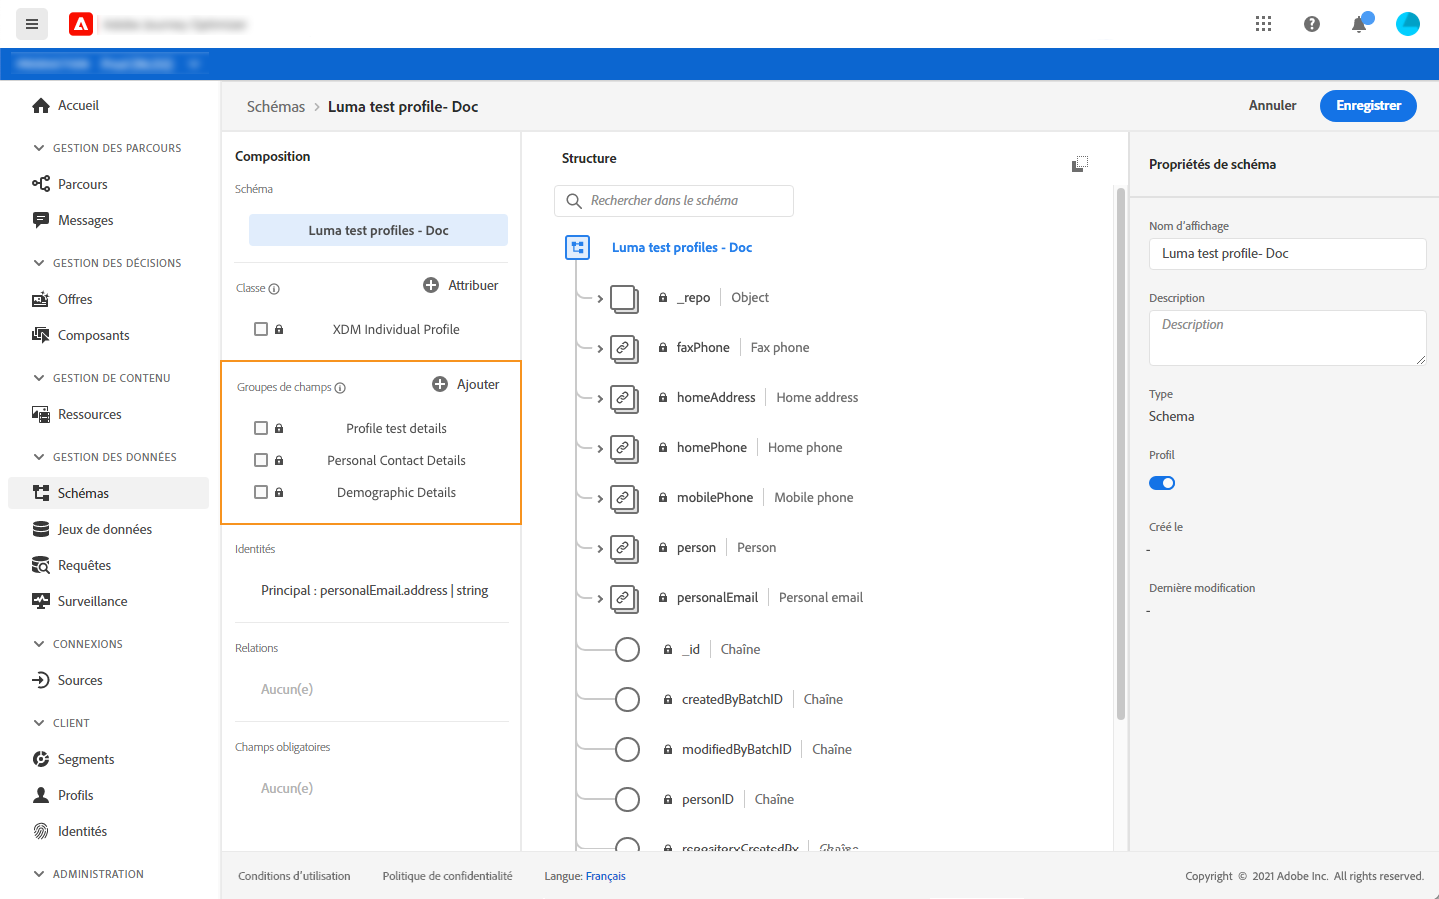 Accueil
GESTION DES PARCOURS
Parcours
Messages
GESTION DES DÉCISIONS
Offres
Composants
GESTION DE CONTENU
Ressources
GESTION DES DONNÉES
Schémas
Jeux de données
Requêtes
Surveillance
CONNEXIONS
Sources
CLIENT
Segments
Profils
Identités
ADMINISTRATION
Schémas > Luma test profile- Doc
Annuler
Enregistrer
Composition
Schéma
Luma test profiles - Doc
Classe
Attribuer
XDM Individual Profile
Groupes de champs
Ajouter
Profile test details
Personal Contact Details
Demographic Details
Identités
Principal : personalEmail.address | string
Relations
Aucun(e)
Champs obligatoires
Aucun(e)
Structure
Rechercher dans le schéma
Luma test profiles - Doc
_repo | Object
faxPhone | Fax phone
homeAddress | Home address
homePhone | Home phone
mobilePhone | Mobile phone
person | Person
personalEmail | Personal email
_id | Chaîne
createdByBatchID | Chaîne
modifiedByBatchID | Chaîne
personID | Chaîne
Propriétés de schéma
Nom d’affichage
Luma test profile- Doc
Description
Description
Type
Schema
Profil
Créé le
-
Dernière modification
-
Conditions d’utilisation
Politique de confidentialité
Langue: Français
Copyright © 2021 Adobe Inc. All rights reserved.